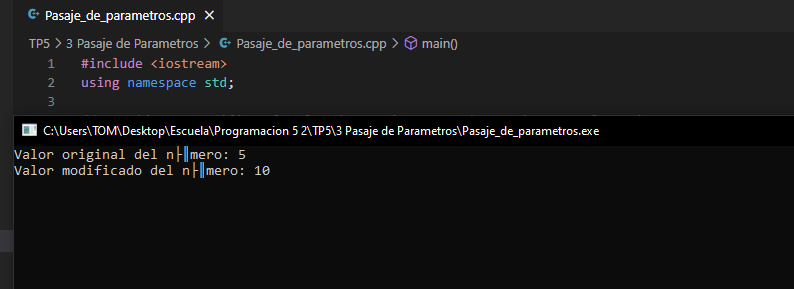 Pasaje_de_parametros.cpp
TP5 > 3 Pasaje de Parametros > Pasaje_de_parametros.cpp > main()
1 #include <iostream>
2 using namespace std;
3
C:\Users\TOM\Desktop\Escuela\Programacion 5 2\TP5\3 Pasaje de Parametros\Pasaje_de_parametros.exe
Valor original del n├║mero: 5
Valor modificado del n├║mero: 10